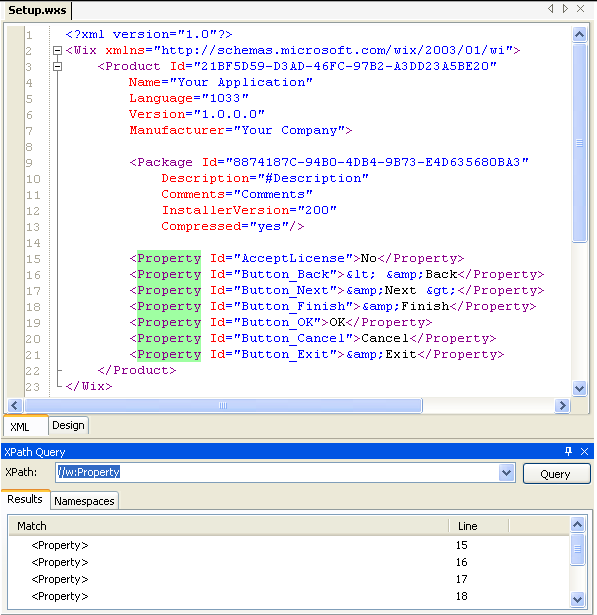 Setup.wxs
1 <?xml version="1.0"?>
2 <Wix xmlns="http://schemas.microsoft.com/wix/2003/01/wi">
3 <Product Id="21BF5D59-D3AD-46FC-97B2-A3DD23A5BE20"
4 Name="Your Application"
5 Language="1033"
6 Version="1.0.0.0"
7 Manufacturer="Your Company">
8
9 <Package Id="8874187C-94B0-4DB4-9B73-E4D635680BA3"
10 Description="#Description"
11 Comments="Comments"
12 InstallerVersion="200"
13 Compressed="yes"/>
14
15 <Property Id="AcceptLicense">No</Property>
16 <Property Id="Button_Back">&lt; &amp;Back</Property>
17 <Property Id="Button_Next">&amp;Next &gt;</Property>
18 <Property Id="Button_Finish">&amp;Finish</Property>
19 <Property Id="Button_OK">OK</Property>
20 <Property Id="Button_Cancel">Cancel</Property>
21 <Property Id="Button_Exit">&amp;Exit</Property>
22 </Product>
23 </Wix>
XML Design
XPath Query
XPath: //w:Property Query
Results Namespaces
Match Line
<Property> 15
<Property> 16
<Property> 17
<Property> 18